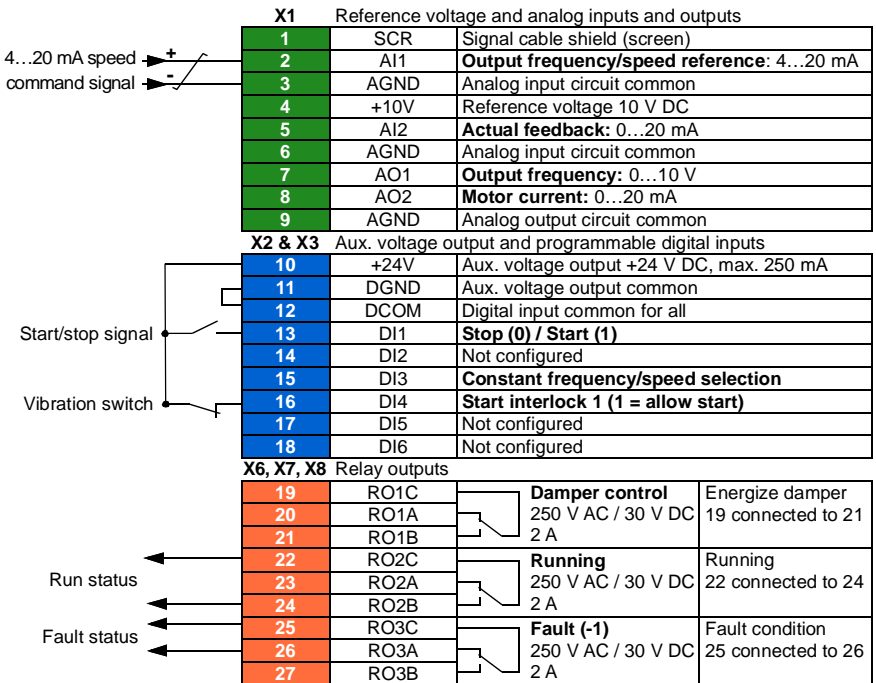 X1 Reference voltage and analog inputs and outputs
1 SCR Signal cable shield (screen)
4…20 mA speed + 2 AI1 Output frequency/speed reference: 4…20 mA
command signal - 3 AGND Analog input circuit common
4 +10V Reference voltage 10 V DC
5 AI2 Actual feedback: 0…20 mA
6 AGND Analog input circuit common
7 AO1 Output frequency: 0…10 V
8 AO2 Motor current: 0…20 mA
9 AGND Analog output circuit common
X2 & X3 Aux. voltage output and programmable digital inputs
10 +24V Aux. voltage output +24 V DC, max. 250 mA
11 DGND Aux. voltage output common
12 DCOM Digital input common for all
Start/stop signal 13 DI1 Stop (0) / Start (1)
14 DI2 Not configured
15 DI3 Constant frequency/speed selection
Vibration switch 16 DI4 Start interlock 1 (1 = allow start)
17 DI5 Not configured
18 DI6 Not configured
X6, X7, X8 Relay outputs
19 RO1C Damper control Energize damper
20 RO1A 250 V AC / 30 V DC 19 connected to 21
21 RO1B 2 A
22 RO2C Running Running
Run status 23 RO2A 250 V AC / 30 V DC 22 connected to 24
24 RO2B 2 A
25 RO3C Fault (-1) Fault condition
Fault status 26 RO3A 250 V AC / 30 V DC 25 connected to 26
27 RO3B 2 A